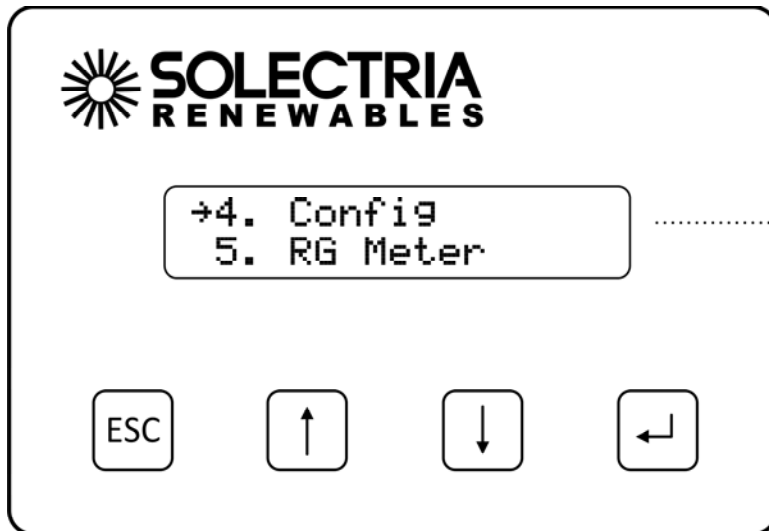 SOLECTRIA
RENEWABLES
→4. Config
5. RG Meter
ESC ↑ ↓ ↵